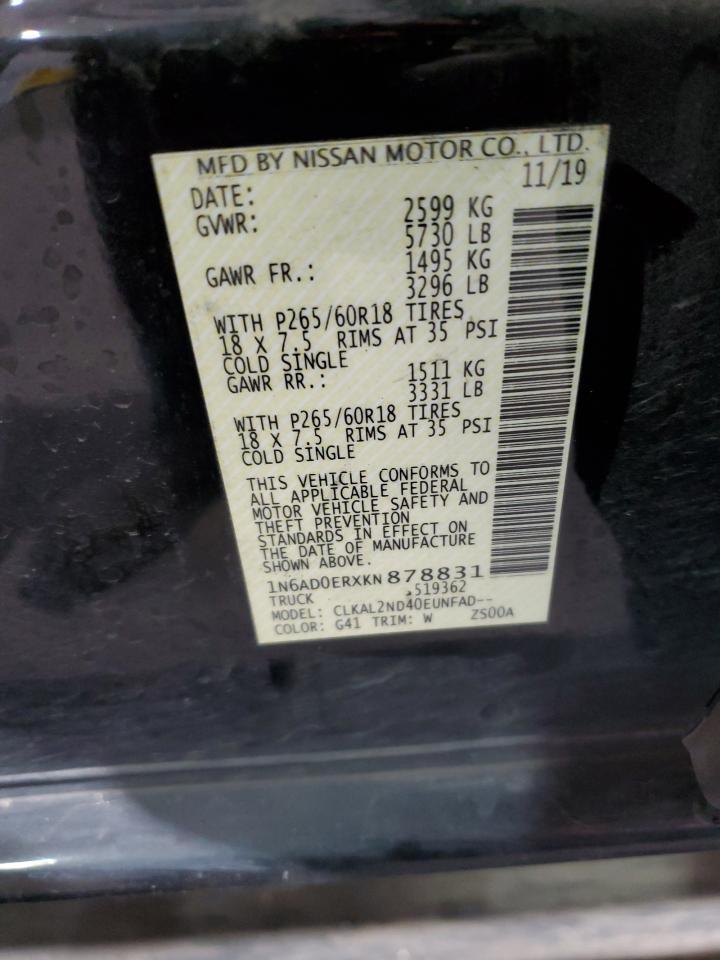 MFD BY NISSAN MOTOR CO., LTD.
DATE: 11/19
GVWR: 2599 KG
5730 LB
GAWR FR.: 1495 KG
3296 LB
WITH P265/60R18 TIRES
18 X 7.5 RIMS AT 35 PSI
COLD SINGLE
GAWR RR.: 1511 KG
3331 LB
WITH P265/60R18 TIRES
18 X 7.5 RIMS AT 35 PSI
COLD SINGLE
THIS VEHICLE CONFORMS TO
ALL APPLICABLE FEDERAL
MOTOR VEHICLE SAFETY AND
THEFT PREVENTION
STANDARDS IN EFFECT ON
THE DATE OF MANUFACTURE
SHOWN ABOVE.
1N6AD0ERXKN878831
TRUCK 519362
MODEL: CLKAL2ND40EUNFAD--
COLOR: G41 TRIM: W ZS00A